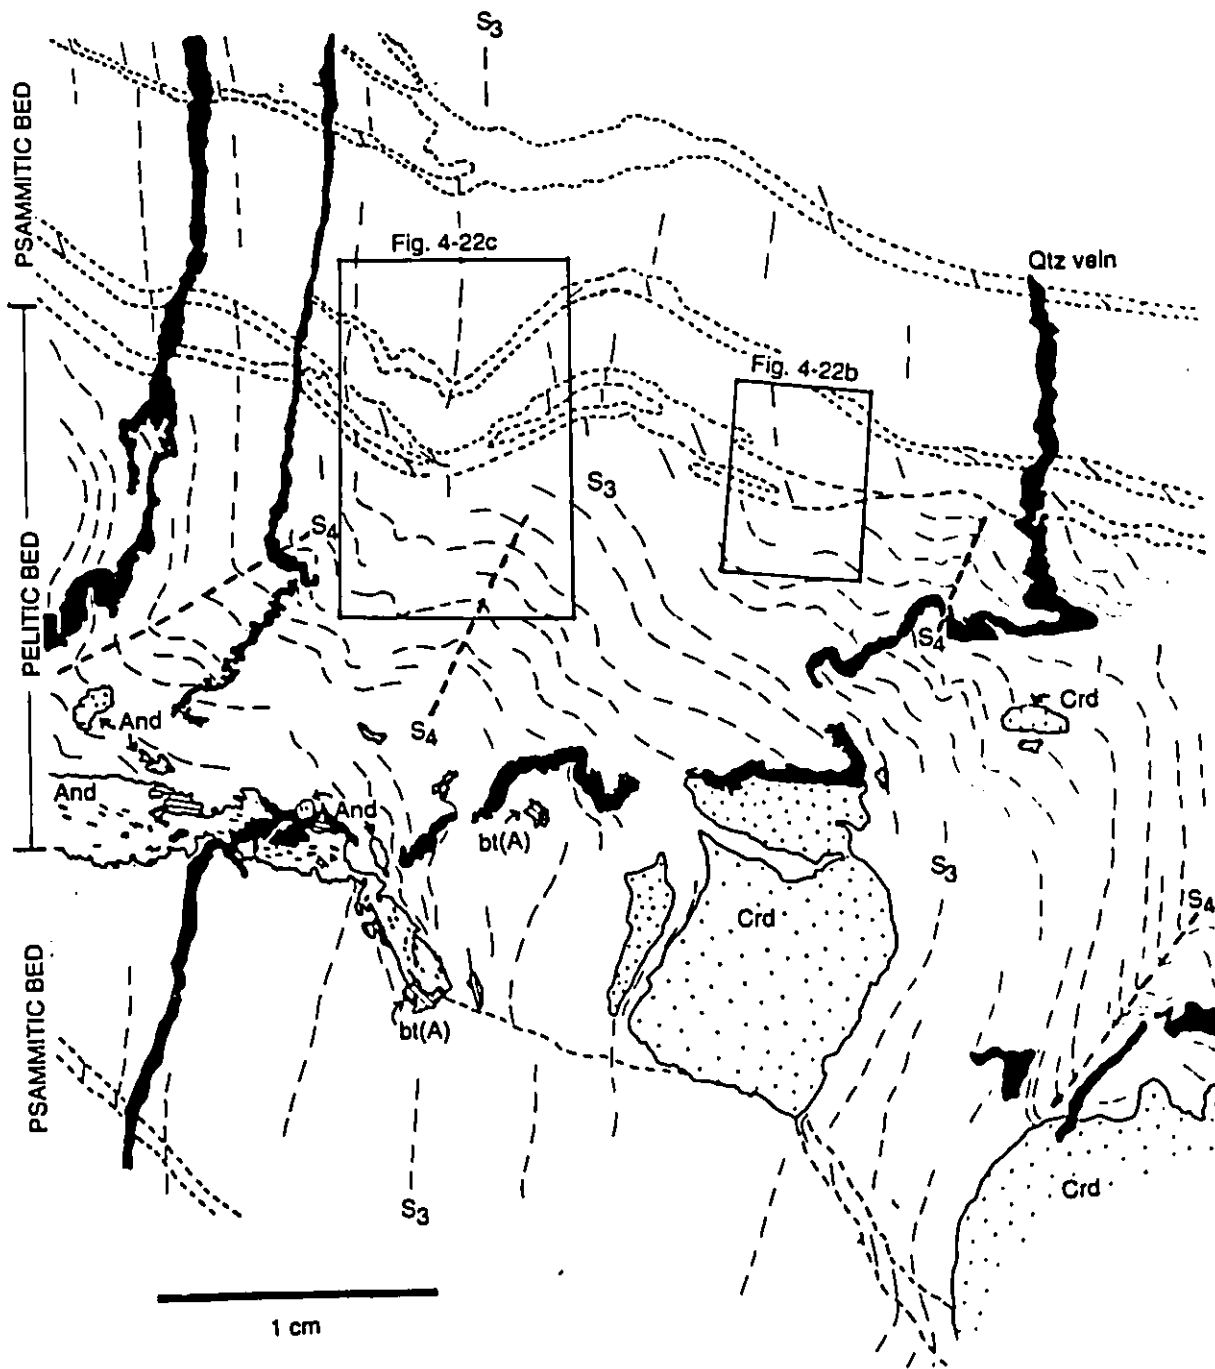 S3
PSAMMITIC BED
Fig. 4-22c
Qtz vein
Fig. 4-22b
S3
S4
PELITIC BED
S4
Crd
And
S4
And
And
bt(A)
S3
Crd
S4
PSAMMITIC BED
bt(A)
Crd
S3
1 cm